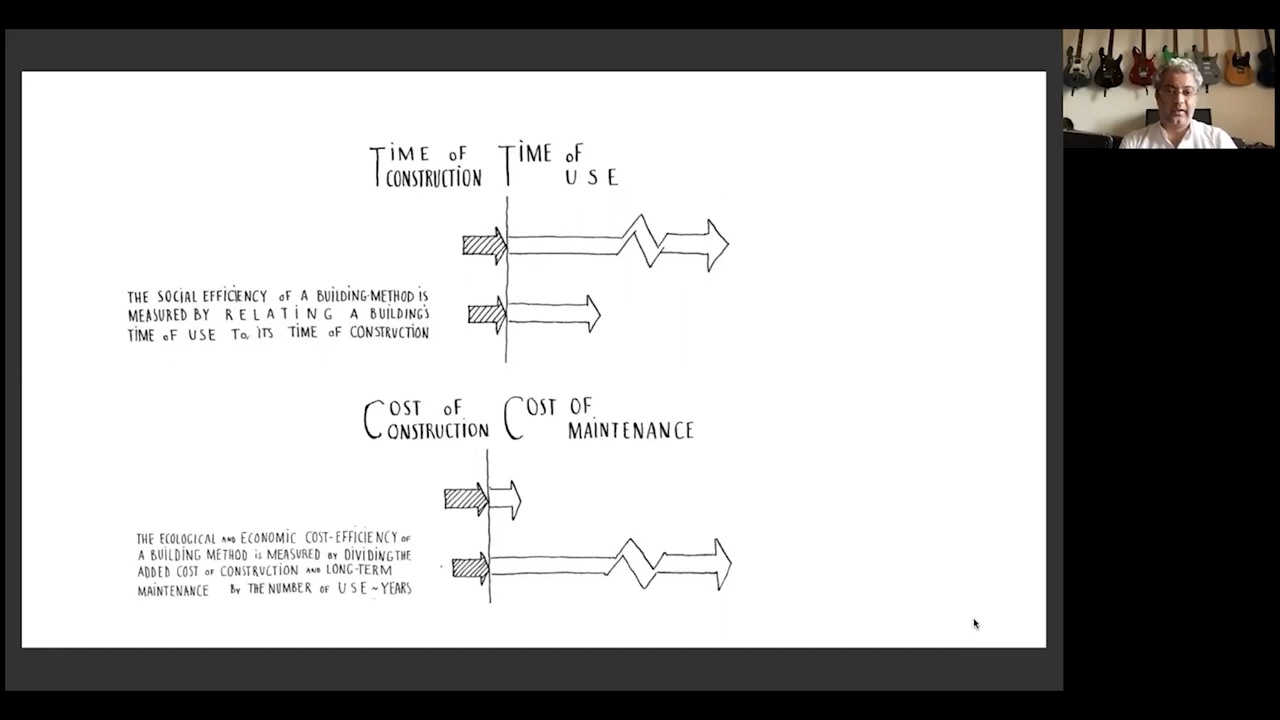 TIME OF CONSTRUCTION
TIME OF USE
THE SOCIAL EFFICIENCY OF A BUILDING-METHOD IS
MEASURED BY RELATING A BUILDING'S
TIME OF USE TO ITS TIME OF CONSTRUCTION
COST OF CONSTRUCTION
COST OF MAINTENANCE
THE ECOLOGICAL AND ECONOMIC COST-EFFICIENCY OF
A BUILDING METHOD IS MEASURED BY DIVIDING THE
ADDED COST OF CONSTRUCTION AND LONG-TERM
MAINTENANCE BY THE NUMBER OF USE-YEARS